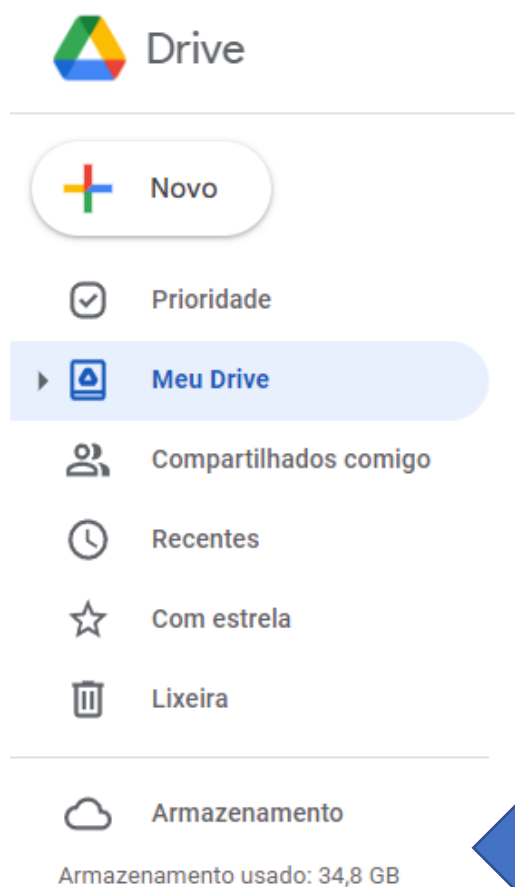 Drive
Novo
Prioridade
Meu Drive
Compartilhados comigo
Recentes
Com estrela
Lixeira
Armazenamento
Armazenamento usado: 34,8 GB